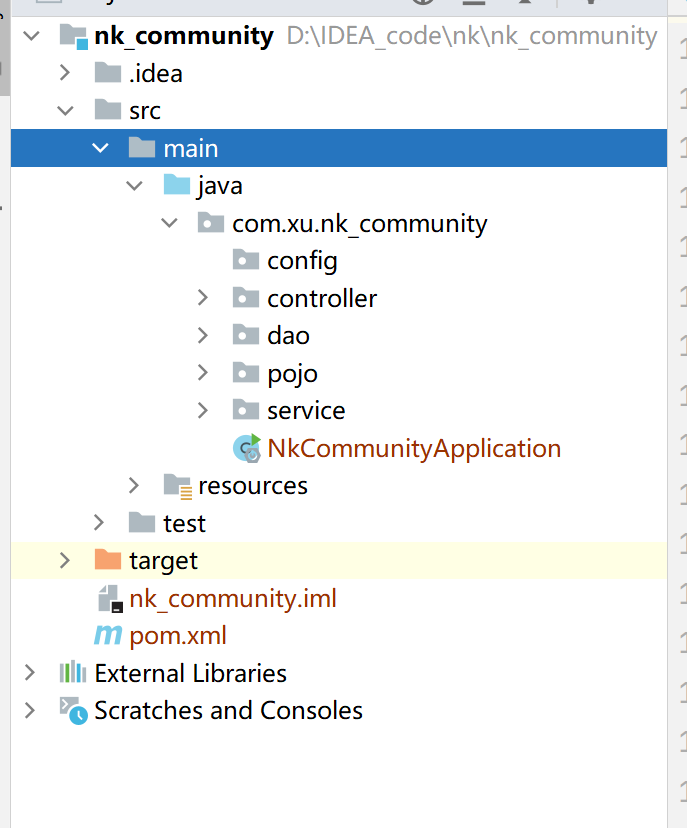 nk_community D:\IDEA_code\nk\nk_community
.idea
src
main
java
com.xu.nk_community
config
controller
dao
pojo
service
NkCommunityApplication
resources
test
target
nk_community.iml
pom.xml
External Libraries
Scratches and Consoles